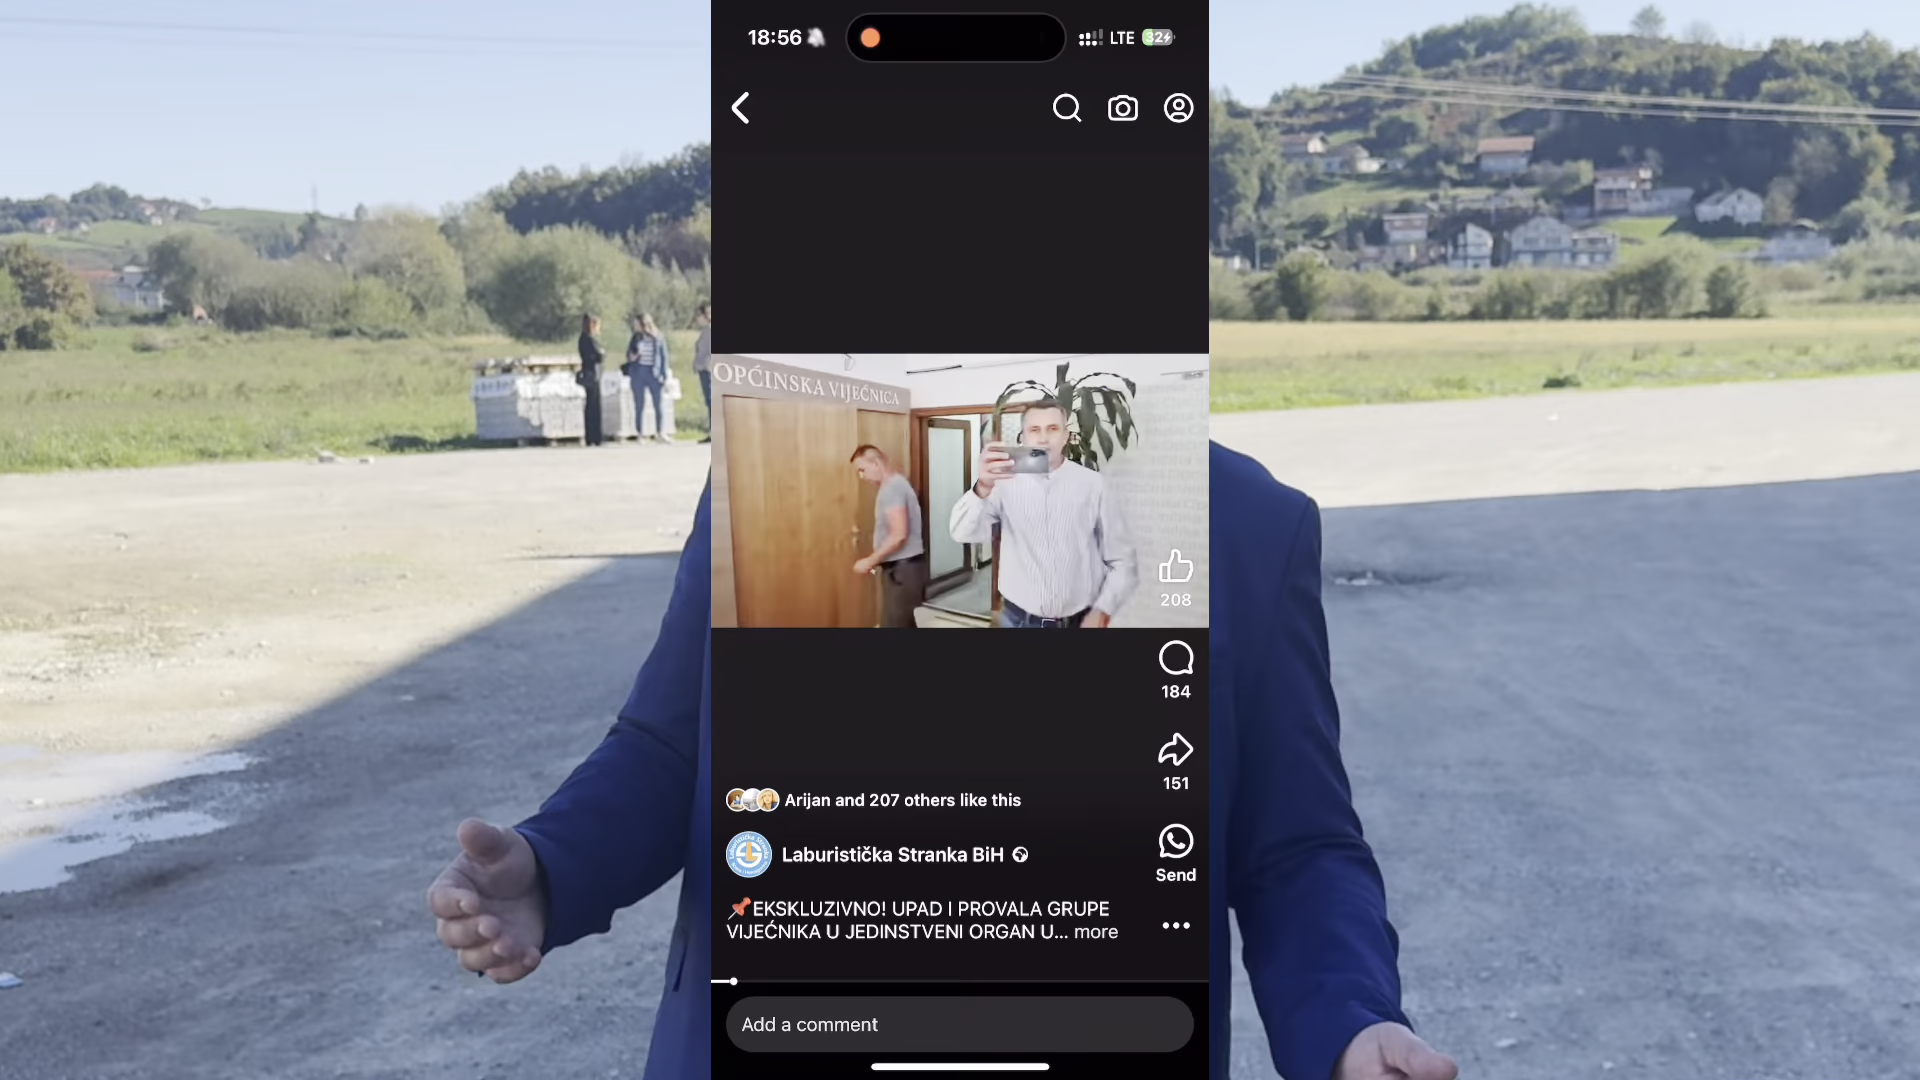 18:56
LTE
32
OPĆINSKA VIJEĆNICA
208
184
151
Arijan and 207 others like this
Laburistička Stranka BiH
Send
📌EKSKLUZIVNO! UPAD I PROVALA GRUPE
VIJEĆNIKA U JEDINSTVENI ORGAN U... more
Add a comment